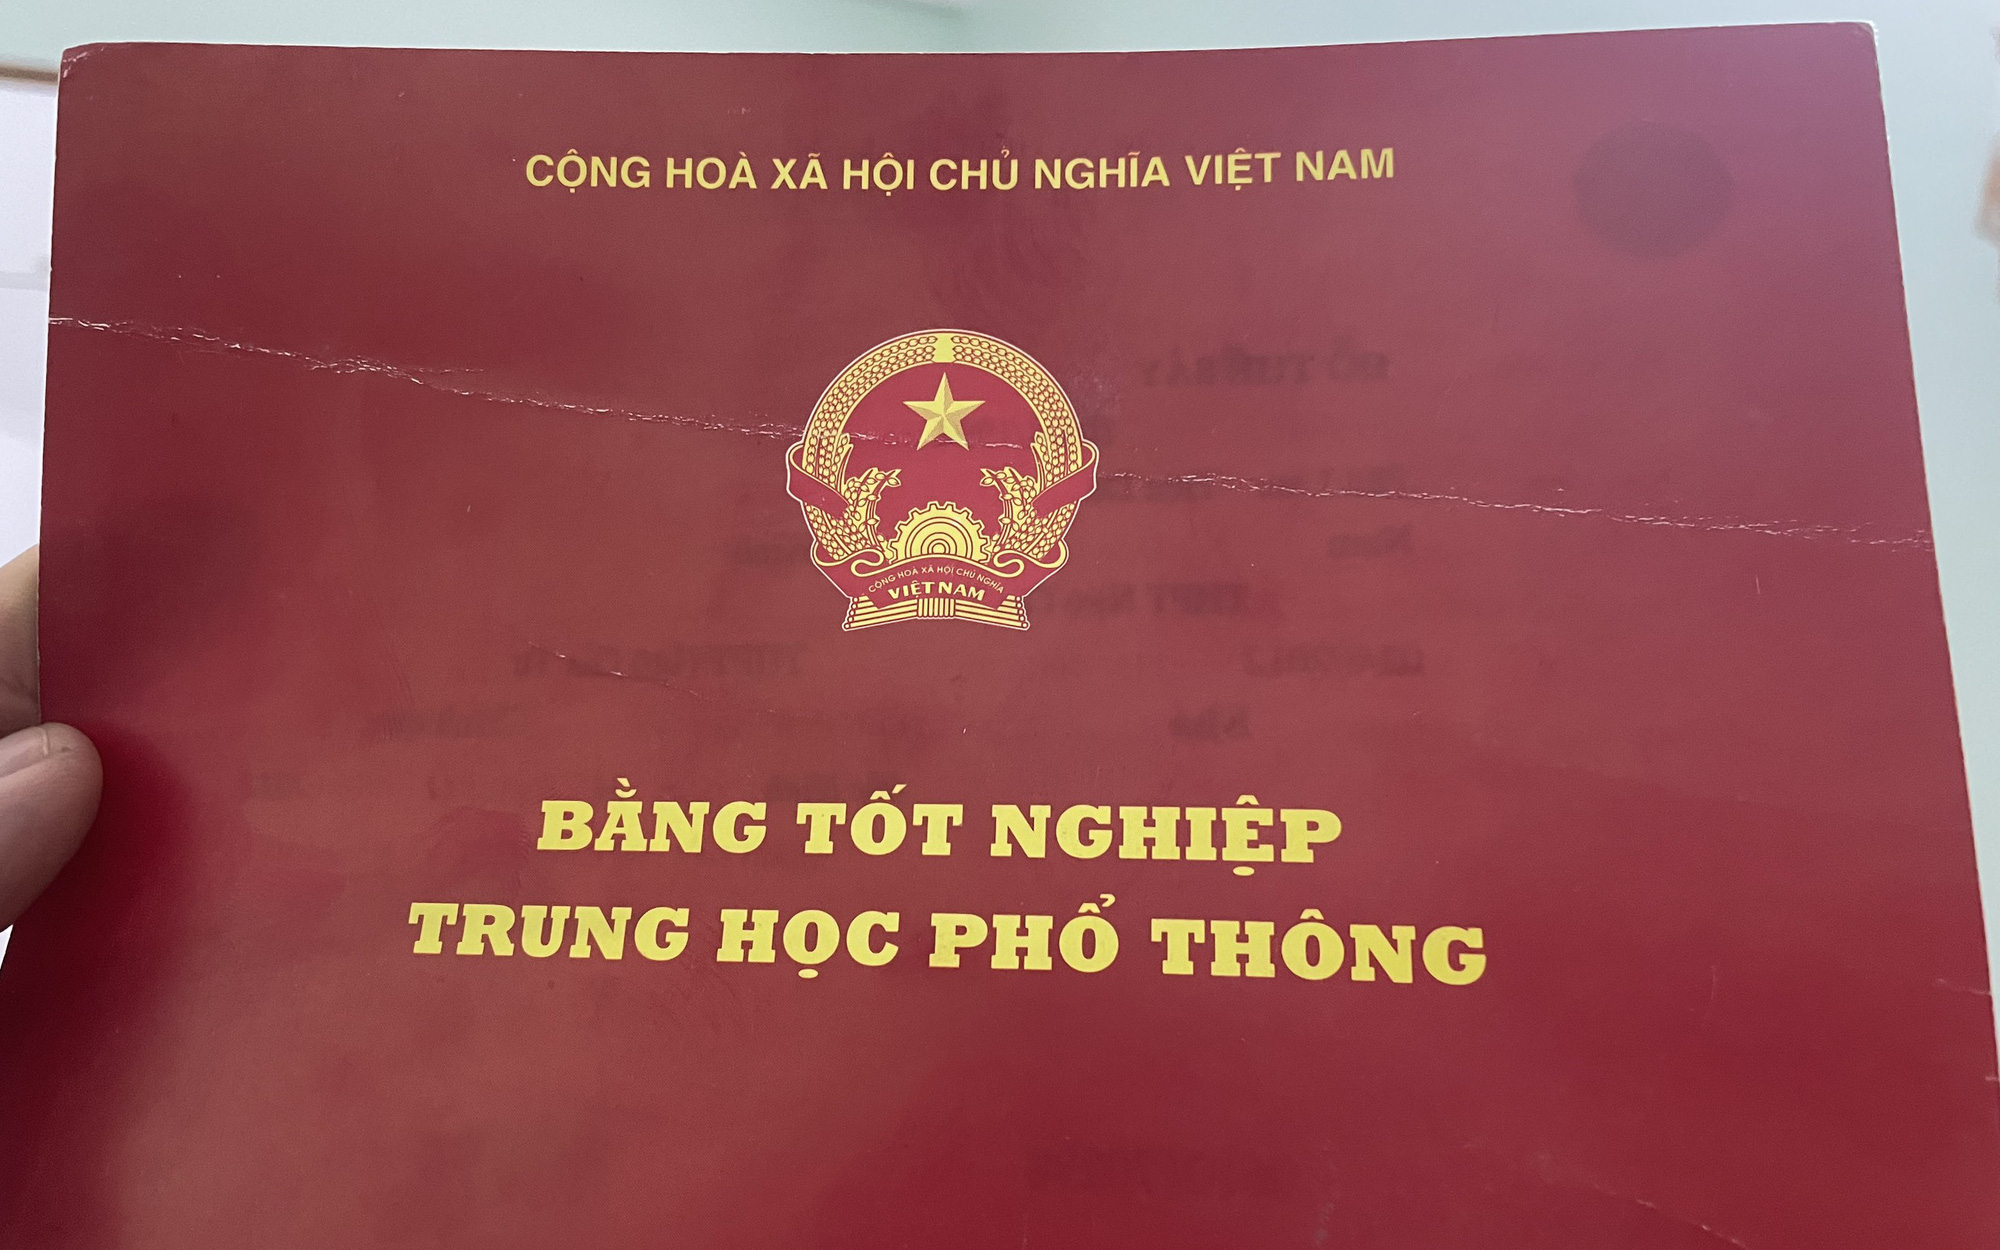 CỘNG HOÀ XÃ HỘI CHỦ NGHĨA VIỆT NAM
CỘNG HOÀ XÃ HỘI CHỦ NGHĨA
VIỆT NAM
BẰNG TỐT NGHIỆP
TRUNG HỌC PHỔ THÔNG